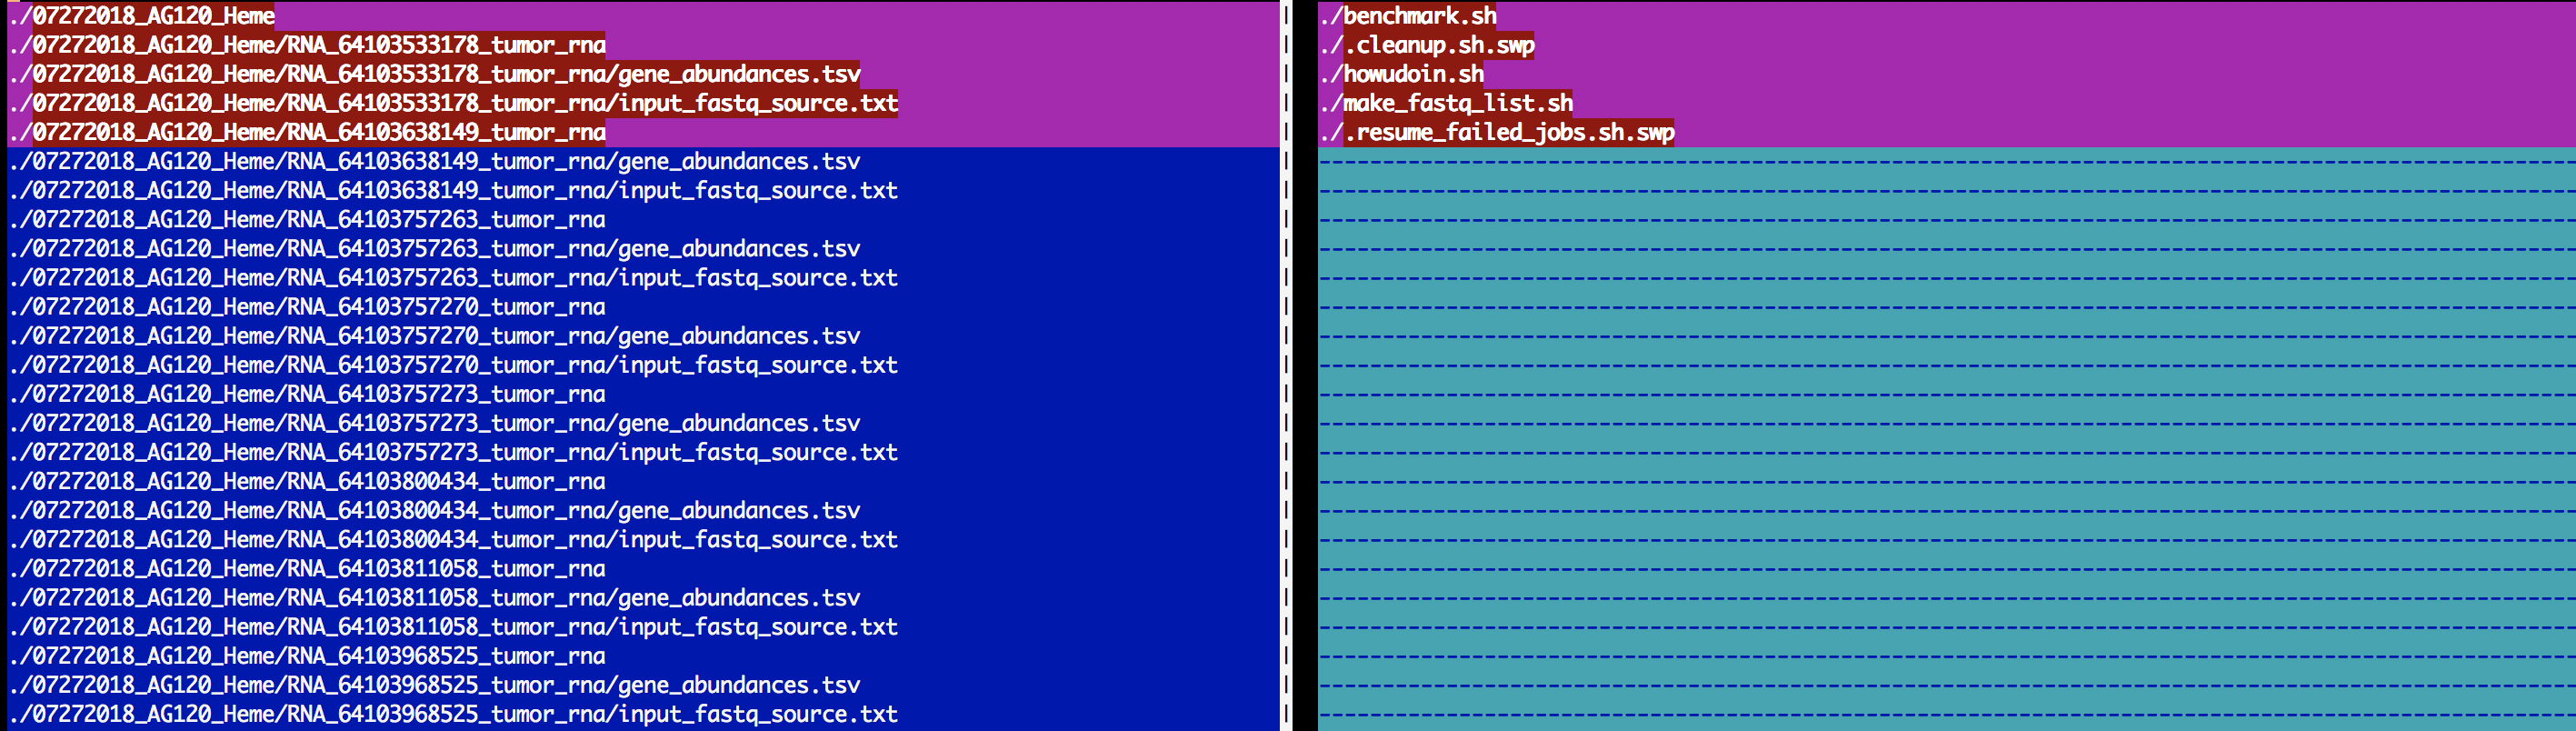 ./07272018_AG120_Heme
./07272018_AG120_Heme/RNA_64103533178_tumor_rna
./07272018_AG120_Heme/RNA_64103533178_tumor_rna/gene_abundances.tsv
./07272018_AG120_Heme/RNA_64103533178_tumor_rna/input_fastq_source.txt
./07272018_AG120_Heme/RNA_64103638149_tumor_rna
./07272018_AG120_Heme/RNA_64103638149_tumor_rna/gene_abundances.tsv
./07272018_AG120_Heme/RNA_64103638149_tumor_rna/input_fastq_source.txt
./07272018_AG120_Heme/RNA_64103757263_tumor_rna
./07272018_AG120_Heme/RNA_64103757263_tumor_rna/gene_abundances.tsv
./07272018_AG120_Heme/RNA_64103757263_tumor_rna/input_fastq_source.txt
./07272018_AG120_Heme/RNA_64103757270_tumor_rna
./07272018_AG120_Heme/RNA_64103757270_tumor_rna/gene_abundances.tsv
./07272018_AG120_Heme/RNA_64103757270_tumor_rna/input_fastq_source.txt
./07272018_AG120_Heme/RNA_64103757273_tumor_rna
./07272018_AG120_Heme/RNA_64103757273_tumor_rna/gene_abundances.tsv
./07272018_AG120_Heme/RNA_64103757273_tumor_rna/input_fastq_source.txt
./07272018_AG120_Heme/RNA_64103800434_tumor_rna
./07272018_AG120_Heme/RNA_64103800434_tumor_rna/gene_abundances.tsv
./07272018_AG120_Heme/RNA_64103800434_tumor_rna/input_fastq_source.txt
./07272018_AG120_Heme/RNA_64103811058_tumor_rna
./07272018_AG120_Heme/RNA_64103811058_tumor_rna/gene_abundances.tsv
./07272018_AG120_Heme/RNA_64103811058_tumor_rna/input_fastq_source.txt
./07272018_AG120_Heme/RNA_64103968525_tumor_rna
./07272018_AG120_Heme/RNA_64103968525_tumor_rna/gene_abundances.tsv
./07272018_AG120_Heme/RNA_64103968525_tumor_rna/input_fastq_source.txt
./benchmark.sh
./.cleanup.sh.swp
./howudoin.sh
./make_fastq_list.sh
./.resume_failed_jobs.sh.swp